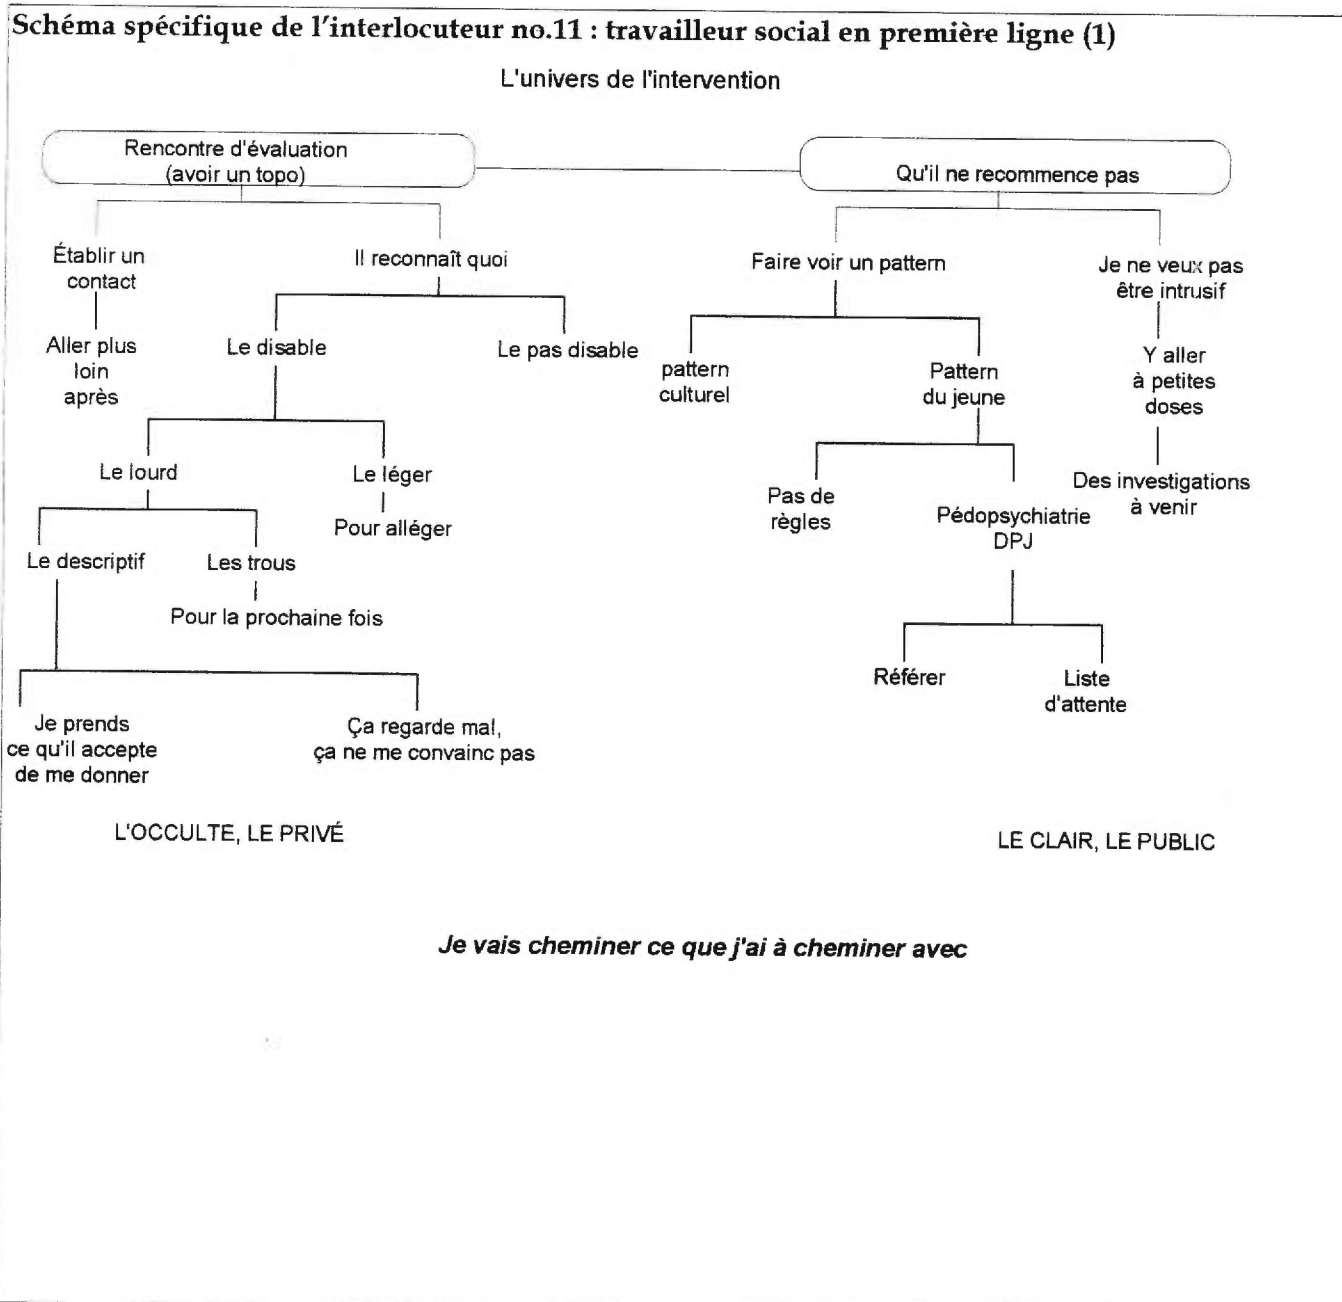 Schéma spécifique de l'interlocuteur no.11 : travailleur social en première ligne (1)
L'univers de l'intervention
Rencontre d'évaluation
(avoir un topo)
Qu'il ne recommence pas
Établir un
contact
Il reconnaît quoi
Faire voir un pattern
Je ne veux pas
être intrusif
Aller plus
loin
après
Le disable
Le pas disable
pattern
culturel
Pattern
du jeune
Y aller
à petites
doses
Le lourd
Le léger
Pour alléger
Pas de
règles
Pédopsychiatrie
DPJ
Des investigations
à venir
Le descriptif
Les trous
Pour la prochaine fois
Référer
Liste
d'attente
Je prends
ce qu'il accepte
de me donner
Ça regarde mal,
ça ne me convainc pas
L'OCCULTE, LE PRIVÉ
LE CLAIR, LE PUBLIC
Je vais cheminer ce que j'ai à cheminer avec